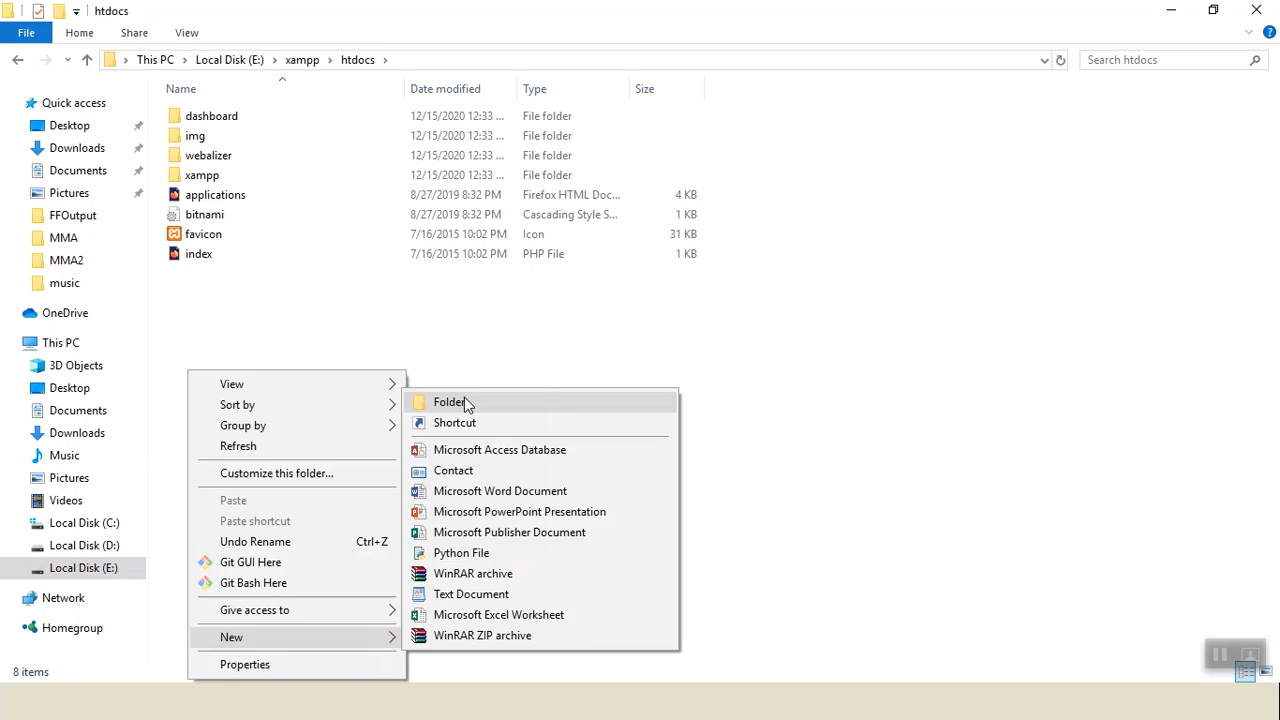 htdocs
File Home Share View
This PC Local Disk (E:) xampp htdocs Search htdocs
Name Date modified Type Size
Quick access
Desktop
Downloads
Documents
Pictures
FFOutput
MMA
MMA2
music
OneDrive
This PC
3D Objects
Desktop
Documents
Downloads
Music
Pictures
Videos
Local Disk (C:)
Local Disk (D:)
Local Disk (E:)
Network
Homegroup
dashboard 12/15/2020 12:33 ... File folder
img 12/15/2020 12:33 ... File folder
webalizer 12/15/2020 12:33 ... File folder
xampp 12/15/2020 12:33 ... File folder
applications 8/27/2019 8:32 PM Firefox HTML Doc... 4 KB
bitnami 8/27/2019 8:32 PM Cascading Style S... 1 KB
favicon 7/16/2015 10:02 PM Icon 31 KB
index 7/16/2015 10:02 PM PHP File 1 KB
View
Sort by
Group by
Refresh
Customize this folder...
Paste
Paste shortcut
Undo Rename Ctrl+Z
Git GUI Here
Git Bash Here
Give access to
New
Properties
Folder
Shortcut
Microsoft Access Database
Contact
Microsoft Word Document
Microsoft PowerPoint Presentation
Microsoft Publisher Document
Python File
WinRAR archive
Text Document
Microsoft Excel Worksheet
WinRAR ZIP archive
8 items